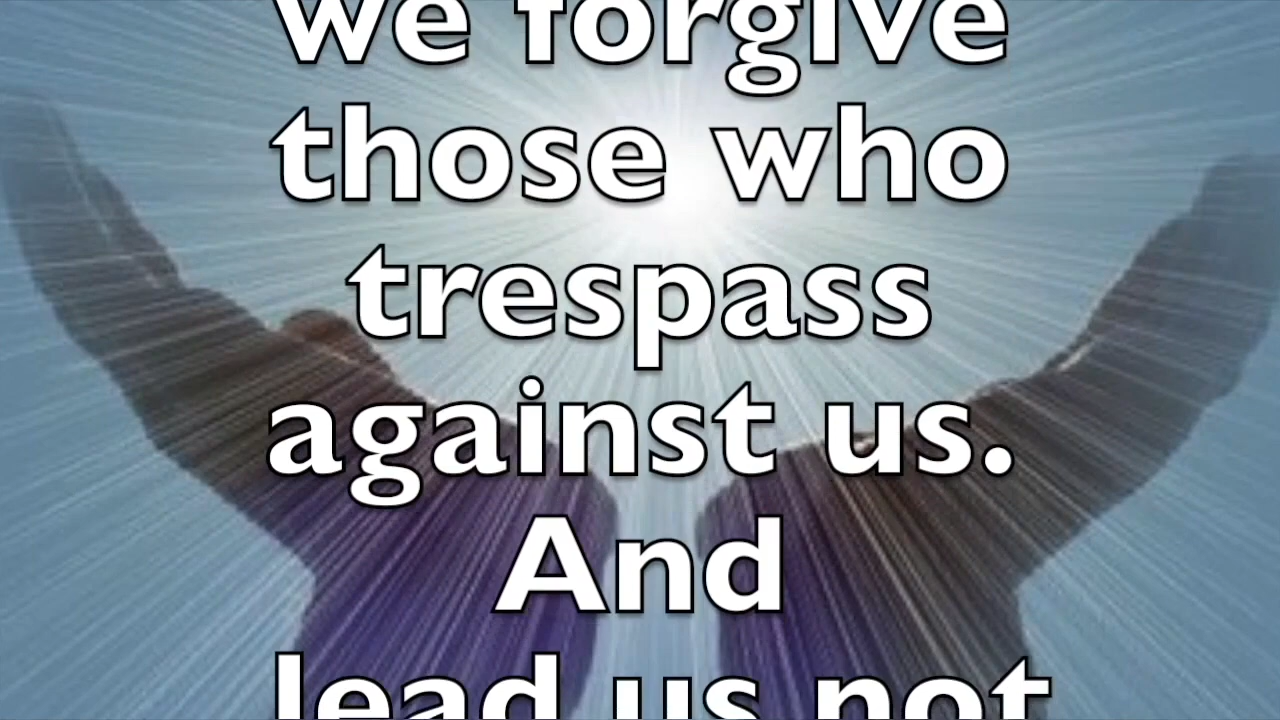 we forgive
those who
trespass
against us.
And
lead us not